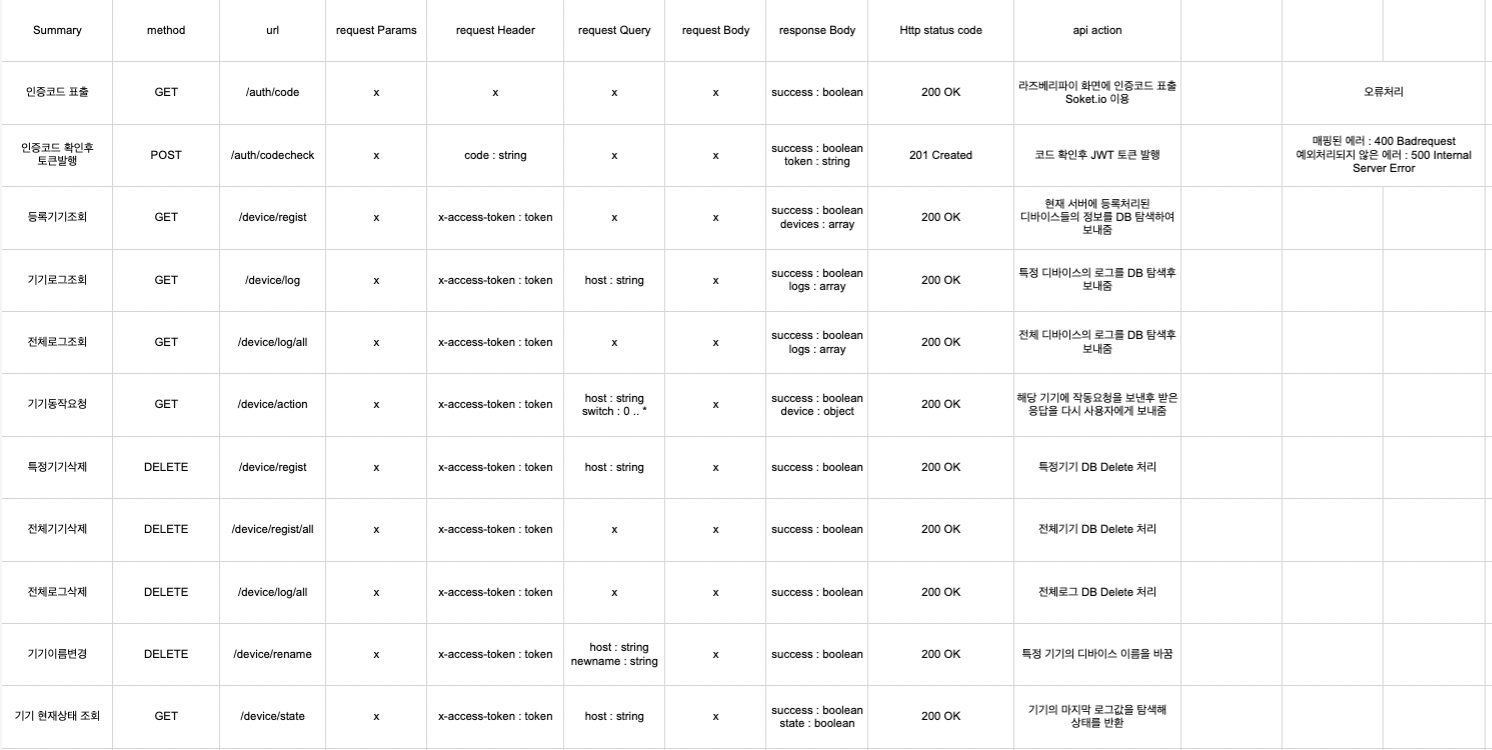 Summary
method
url
request Params
request Header
request Query
request Body
response Body
Http status code
api action
인증코드 표출
GET
/auth/code
x
x
x
x
success : boolean
200 OK
라즈베리파이 화면에 인증코드 표출
Soket.io 이용
오류처리
인증코드 확인후
토큰발행
POST
/auth/codecheck
x
code : string
x
x
success : boolean
token : string
201 Created
코드 확인후 JWT 토큰 발행
매핑된 에러 : 400 Badrequest
예외처리되지 않은 에러 : 500 Internal
Server Error
등록기기조회
GET
/device/regist
x
x-access-token : token
x
x
success : boolean
devices : array
200 OK
현재 서버에 등록처리된
디바이스들의 정보를 DB 탐색하여
보내줌
기기로그조회
GET
/device/log
x
x-access-token : token
host : string
x
success : boolean
logs : array
200 OK
특정 디바이스의 로그를 DB 탐색후
보내줌
전체로그조회
GET
/device/log/all
x
x-access-token : token
x
x
success : boolean
logs : array
200 OK
전체 디바이스의 로그를 DB 탐색후
보내줌
기기동작요청
GET
/device/action
x
x-access-token : token
host : string
switch : 0 .. *
x
success : boolean
device : object
200 OK
해당 기기에 작동요청을 보낸후 받은
응답을 다시 사용자에게 보내줌
특정기기삭제
DELETE
/device/regist
x
x-access-token : token
host : string
x
success : boolean
200 OK
특정기기 DB Delete 처리
전체기기삭제
DELETE
/device/regist/all
x
x-access-token : token
x
x
success : boolean
200 OK
전체기기 DB Delete 처리
전체로그삭제
DELETE
/device/log/all
x
x-access-token : token
x
x
success : boolean
200 OK
전체로그 DB Delete 처리
기기이름변경
DELETE
/device/rename
x
x-access-token : token
host : string
newname : string
x
success : boolean
200 OK
특정 기기의 디바이스 이름을 바꿈
기기 현재상태 조회
GET
/device/state
x
x-access-token : token
host : string
x
success : boolean
state : boolean
200 OK
기기의 마지막 로그값을 탐색해
상태를 반환